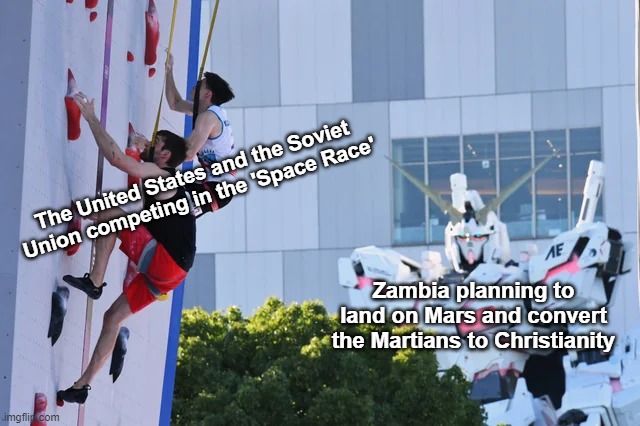 The United States and the Soviet
Union competing in the 'Space Race'
Zambia planning to
land on Mars and convert
the Martians to Christianity
AE
imgflip.com